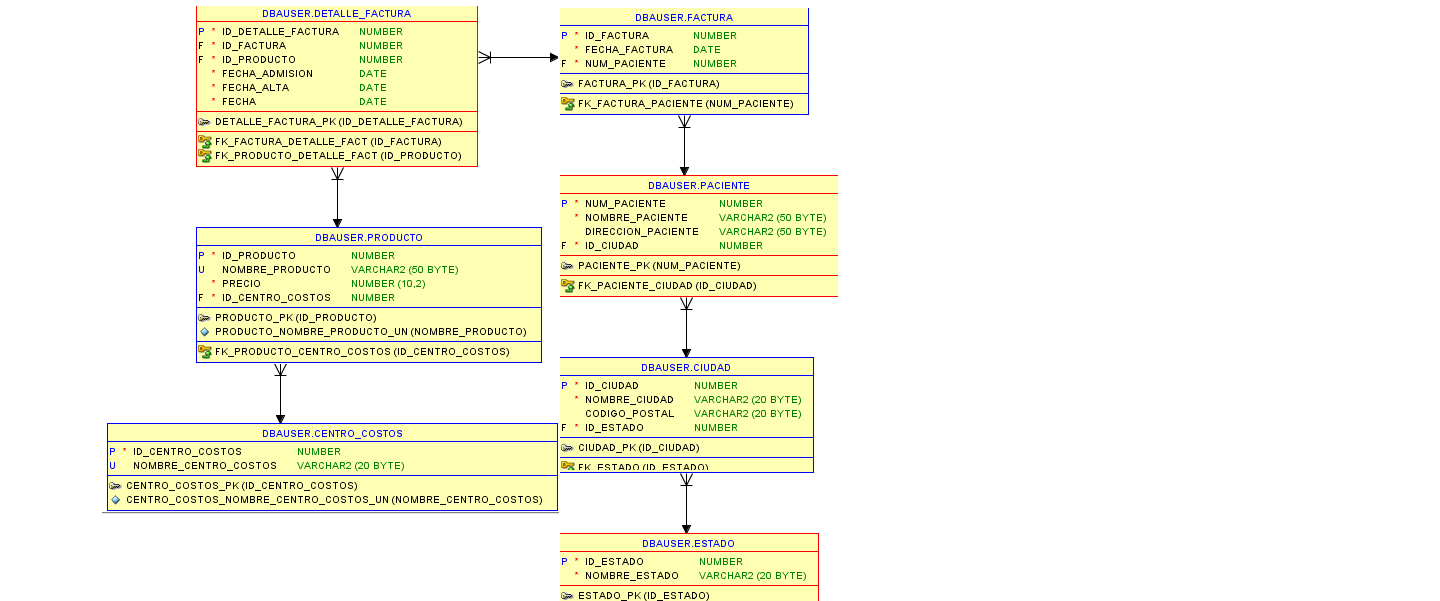 DBAUSER.DETALLE_FACTURA
P * ID_DETALLE_FACTURA NUMBER
F * ID_FACTURA NUMBER
F * ID_PRODUCTO NUMBER
* FECHA_ADMISION DATE
* FECHA_ALTA DATE
* FECHA DATE
DETALLE_FACTURA_PK (ID_DETALLE_FACTURA)
FK_FACTURA_DETALLE_FACT (ID_FACTURA)
FK_PRODUCTO_DETALLE_FACT (ID_PRODUCTO)
DBAUSER.PRODUCTO
P * ID_PRODUCTO NUMBER
U NOMBRE_PRODUCTO VARCHAR2 (50 BYTE)
* PRECIO NUMBER (10,2)
F * ID_CENTRO_COSTOS NUMBER
PRODUCTO_PK (ID_PRODUCTO)
PRODUCTO_NOMBRE_PRODUCTO_UN (NOMBRE_PRODUCTO)
FK_PRODUCTO_CENTRO_COSTOS (ID_CENTRO_COSTOS)
DBAUSER.CENTRO_COSTOS
P * ID_CENTRO_COSTOS NUMBER
U NOMBRE_CENTRO_COSTOS VARCHAR2 (20 BYTE)
CENTRO_COSTOS_PK (ID_CENTRO_COSTOS)
CENTRO_COSTOS_NOMBRE_CENTRO_COSTOS_UN (NOMBRE_CENTRO_COSTOS)
DBAUSER.FACTURA
P * ID_FACTURA NUMBER
* FECHA_FACTURA DATE
F * NUM_PACIENTE NUMBER
FACTURA_PK (ID_FACTURA)
FK_FACTURA_PACIENTE (NUM_PACIENTE)
DBAUSER.PACIENTE
P * NUM_PACIENTE NUMBER
* NOMBRE_PACIENTE VARCHAR2 (50 BYTE)
DIRECCION_PACIENTE VARCHAR2 (50 BYTE)
F * ID_CIUDAD NUMBER
PACIENTE_PK (NUM_PACIENTE)
FK_PACIENTE_CIUDAD (ID_CIUDAD)
DBAUSER.CIUDAD
P * ID_CIUDAD NUMBER
* NOMBRE_CIUDAD VARCHAR2 (20 BYTE)
CODIGO_POSTAL VARCHAR2 (20 BYTE)
F * ID_ESTADO NUMBER
CIUDAD_PK (ID_CIUDAD)
FK_ESTADO (ID_ESTADO)
DBAUSER.ESTADO
P * ID_ESTADO NUMBER
* NOMBRE_ESTADO VARCHAR2 (20 BYTE)
ESTADO_PK (ID_ESTADO)